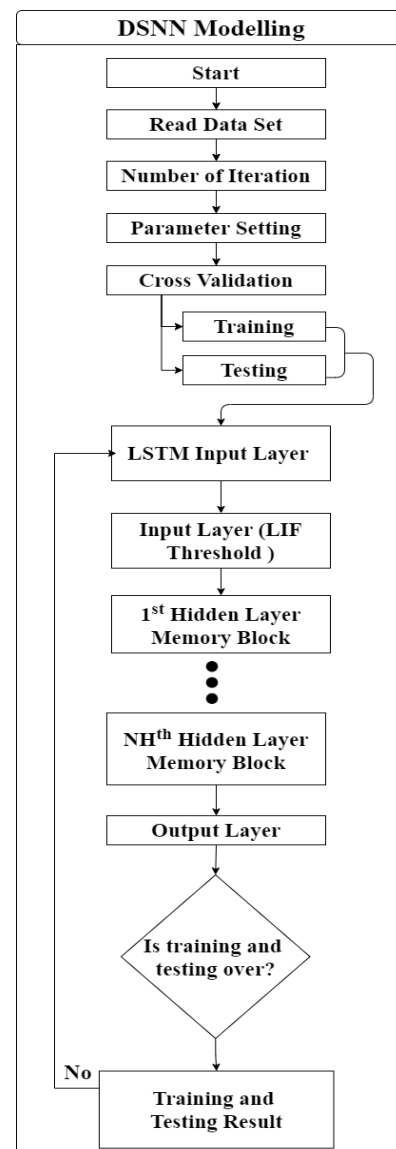 DSNN Modelling
Start
Read Data Set
Number of Iteration
Parameter Setting
Cross Validation
Training
Testing
LSTM Input Layer
Input Layer (LIF
Threshold )
1st Hidden Layer
Memory Block
NHth Hidden Layer
Memory Block
Output Layer
Is training and
testing over?
No
Training and
Testing Result